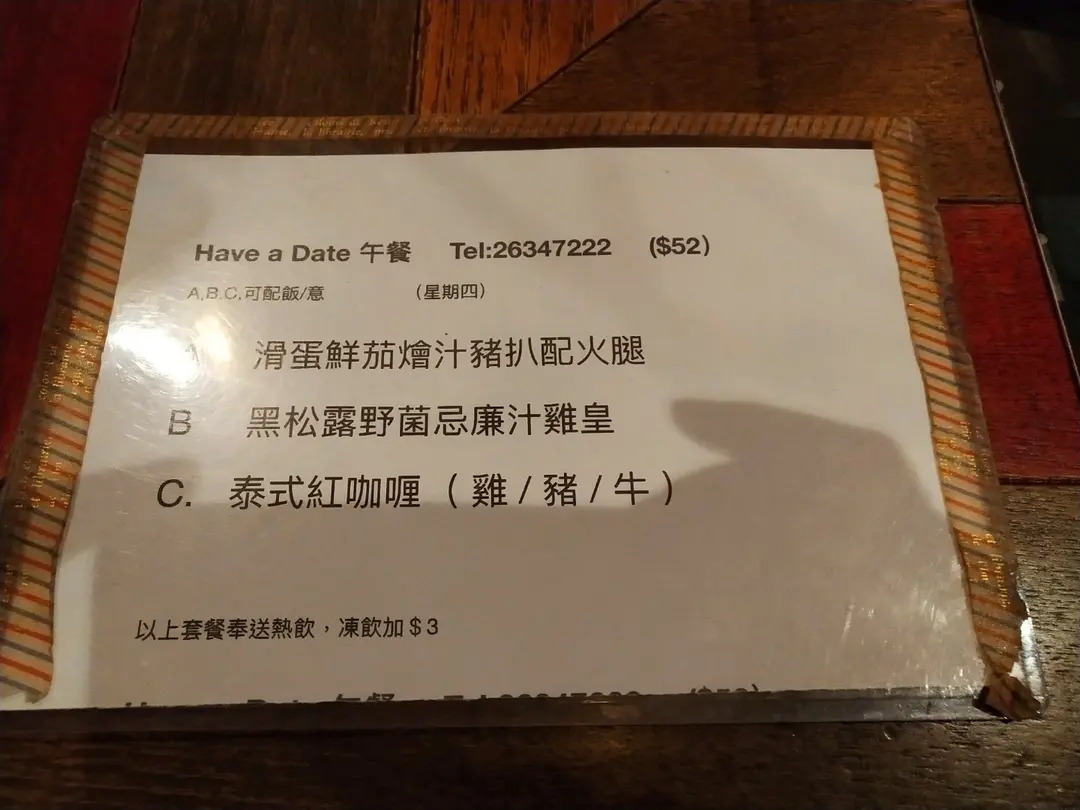 Have a Date 午餐 Tel:26347222 ($52)
A,B.C,可配飯/意 (星期四)
滑蛋鮮茄燴汁豬扒配火腿
B 黑松露野菌忌廉汁雞皇
C. 泰式紅咖喱 ( 雞 / 豬 / 牛 )
以上套餐奉送熱飲,凍飲加 $ 3